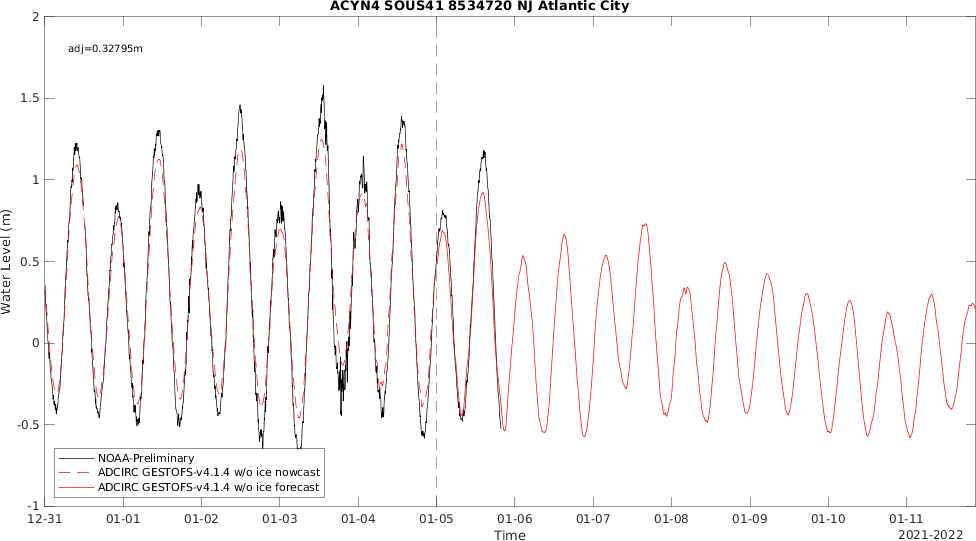 ACYN4 SOUS41 8534720 NJ Atlantic City
adj=0.32795m
Water Level (m)
2
1.5
1
0.5
0
-0.5
-1
NOAA-Preliminary
ADCIRC GESTOFS-v4.1.4 w/o ice nowcast
ADCIRC GESTOFS-v4.1.4 w/o ice forecast
12-31 01-01 01-02 01-03 01-04 01-05 01-06 01-07 01-08 01-09 01-10 01-11
Time
2021-2022